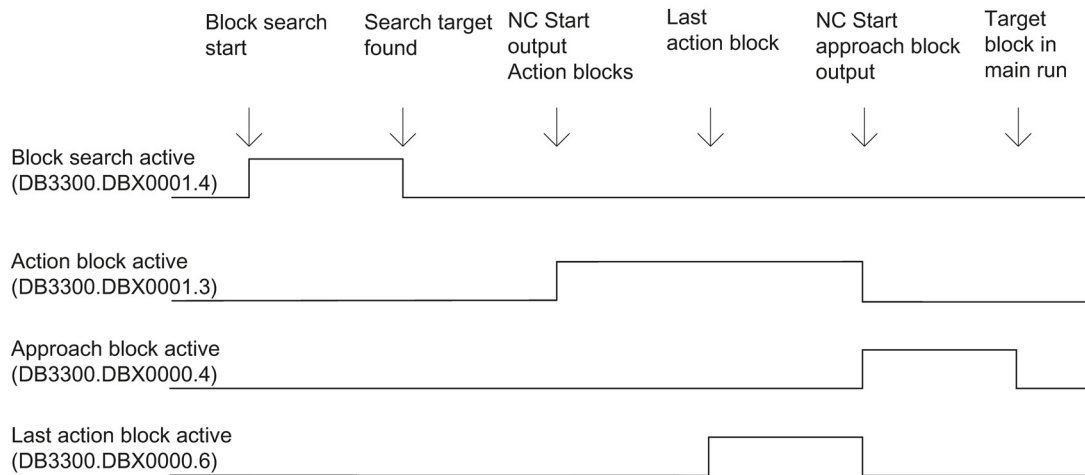 Block search
start
Search target
found
NC Start
output
Action blocks
Last
action block
NC Start
approach block
output
Target
block in
main run
Block search active
(DB3300.DBX0001.4)
Action block active
(DB3300.DBX0001.3)
Approach block active
(DB3300.DBX0000.4)
Last action block active
(DB3300.DBX0000.6)